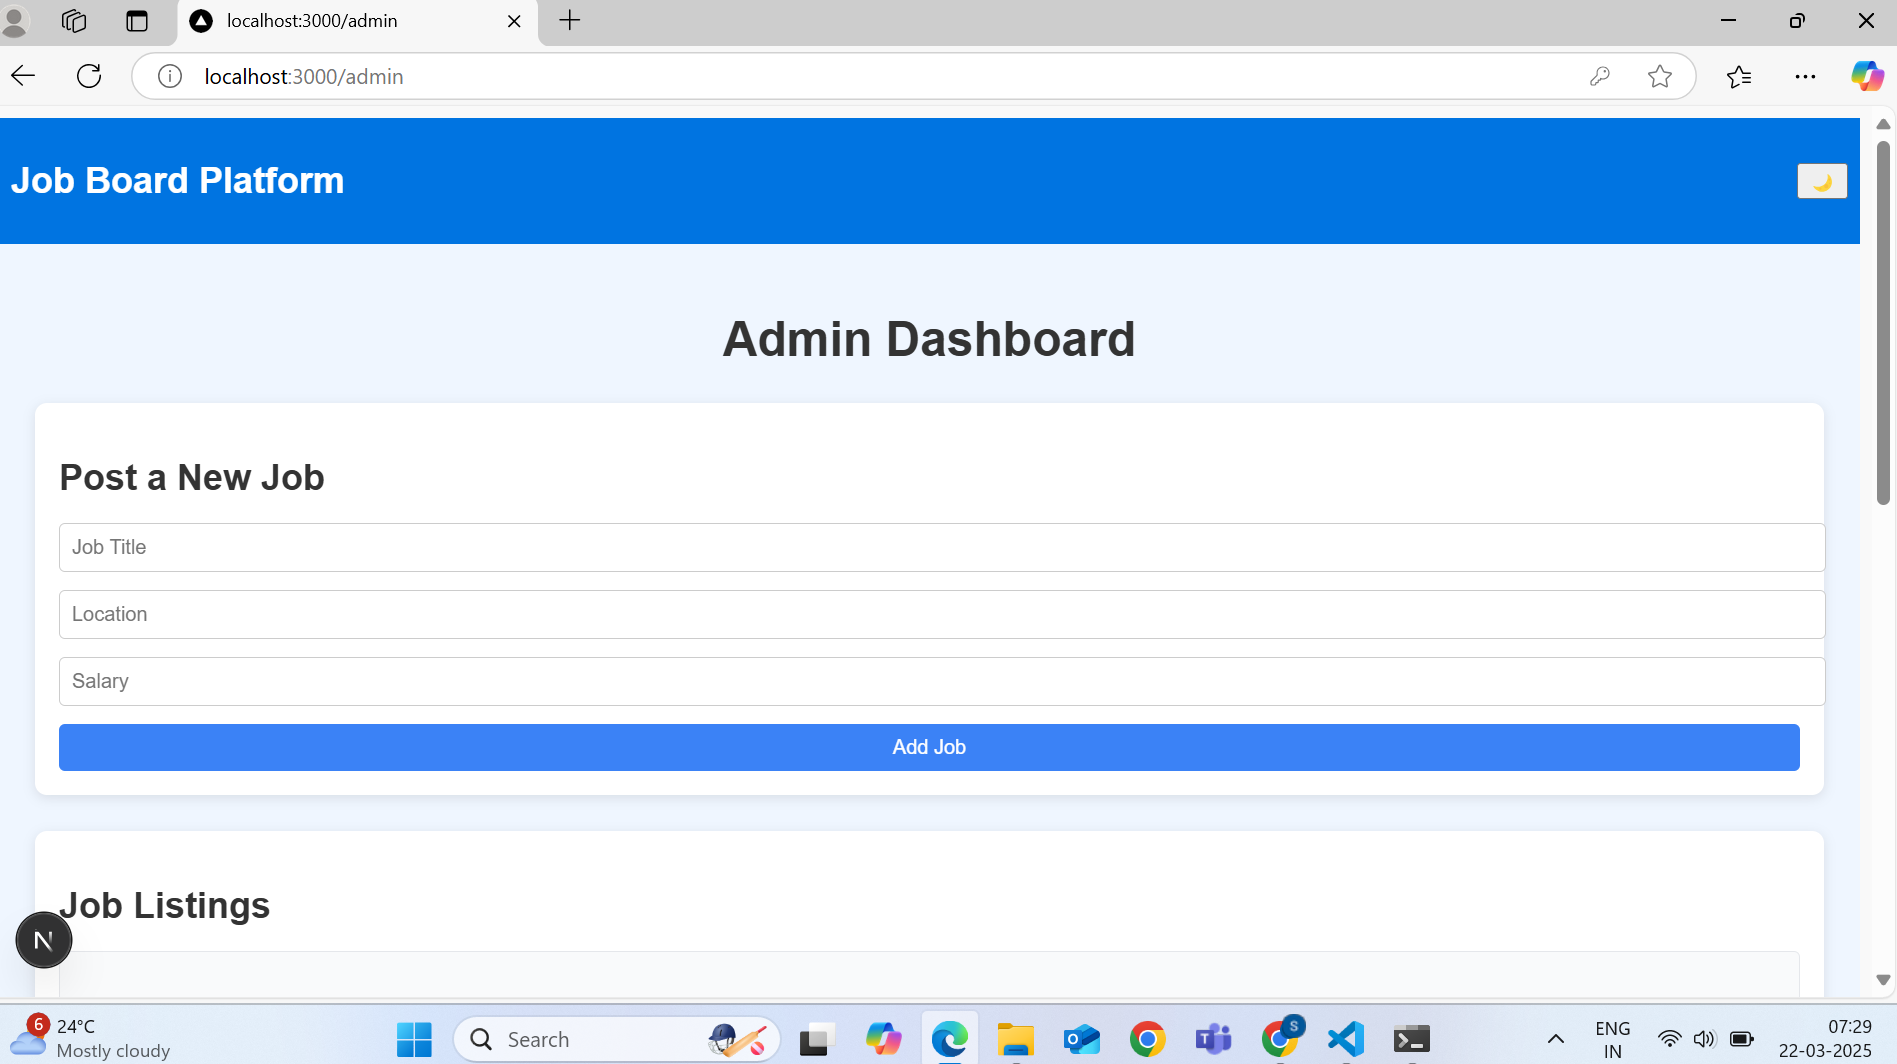 localhost:3000/admin
localhost:3000/admin
Job Board Platform
Admin Dashboard
Post a New Job
Job Title
Location
Salary
Add Job
Job Listings
N
6
24°C
Mostly cloudy
Search
S
ENG
IN
07:29
22-03-2025